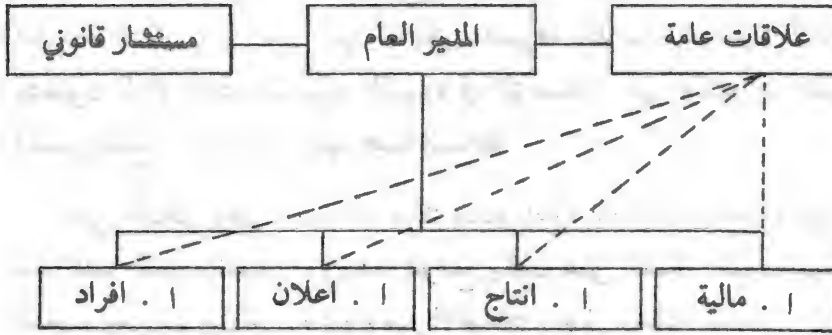 علاقات عامة
المدير العام
مستشار قانوني
ا . مالية
ا . انتاج
ا . اعلان
ا . افراد